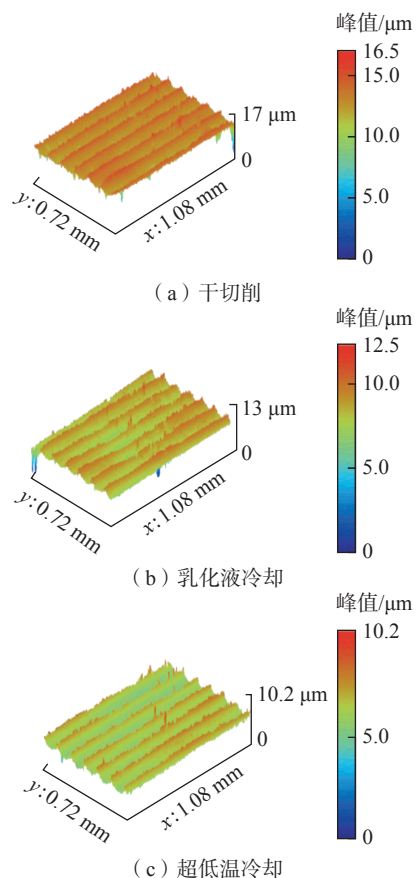 峰值/μm
16.5
15.0
10.0
5.0
0
17 μm
0
y:0.72 mm
x:1.08 mm
（a）干切削
峰值/μm
12.5
10.0
5.0
0
13 μm
0
y:0.72 mm
x:1.08 mm
（b）乳化液冷却
峰值/μm
10.2
5.0
0
10.2 μm
0
y:0.72 mm
x:1.08 mm
（c）超低温冷却